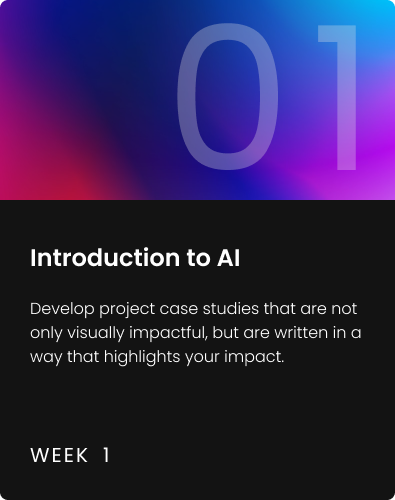 01
Introduction to AI
Develop project case studies that are not
only visually impactful, but are written in a
way that highlights your impact.
WEEK 1